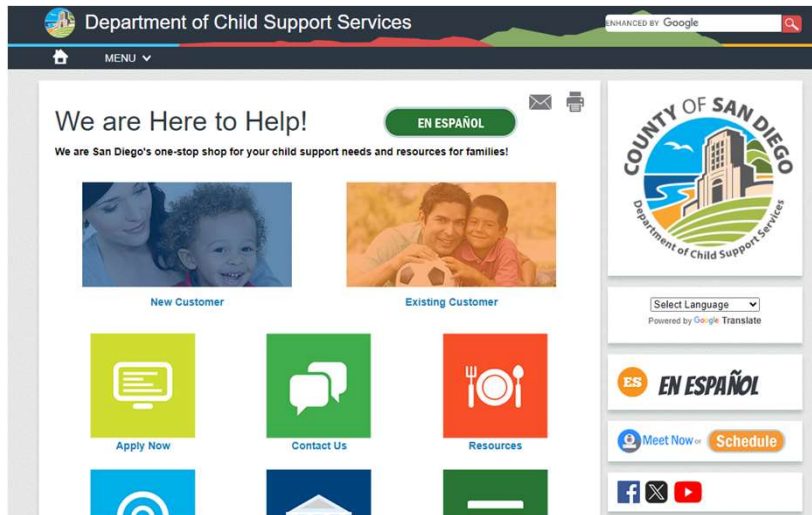 Department of Child Support Services
ENHANCED BY Google
MENU
We are Here to Help!
EN ESPAÑOL
We are San Diego's one-stop shop for your child support needs and resources for families!
New Customer
Existing Customer
Apply Now
Contact Us
Resources
COUNTY OF SAN DIEGO
Department of Child Support Services
Select Language
Powered by Google Translate
ES EN ESPAÑOL
Meet Now or Schedule